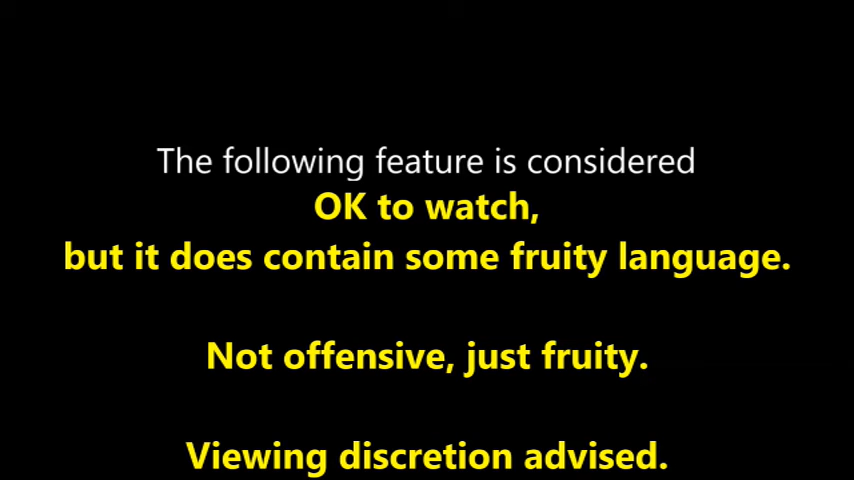 The following feature is considered
OK to watch,
but it does contain some fruity language.
Not offensive, just fruity.
Viewing discretion advised.